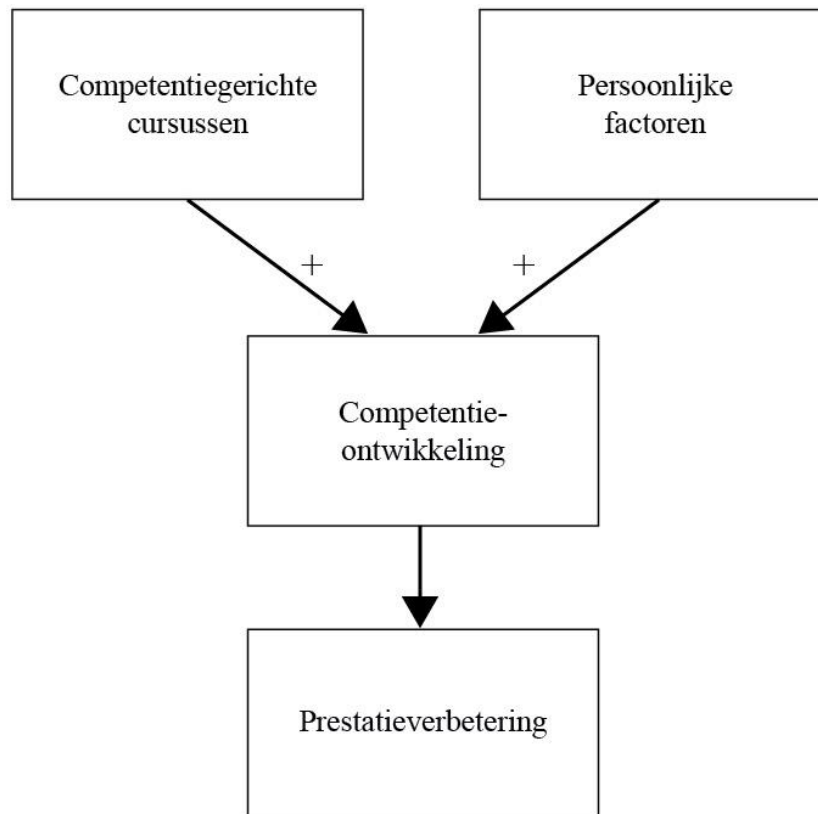 Competentiegerichte
cursussen
Persoonlijke
factoren
+
+
Competentie-
ontwikkeling
Prestatieverbetering